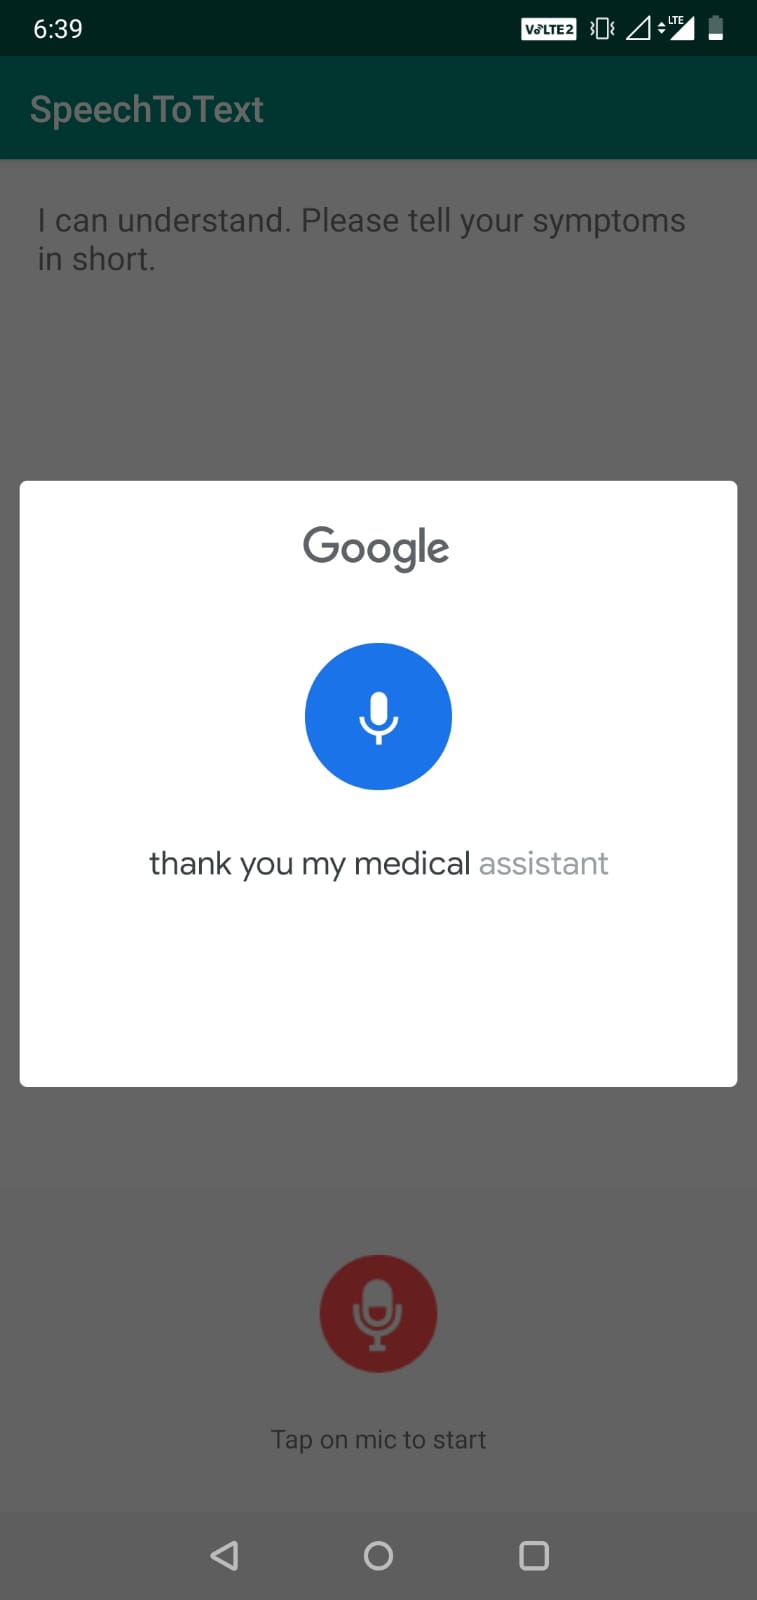 6:39
VoLTE2
LTE
SpeechToText
I can understand. Please tell your symptoms
in short.
Google
thank you my medical assistant
Tap on mic to start